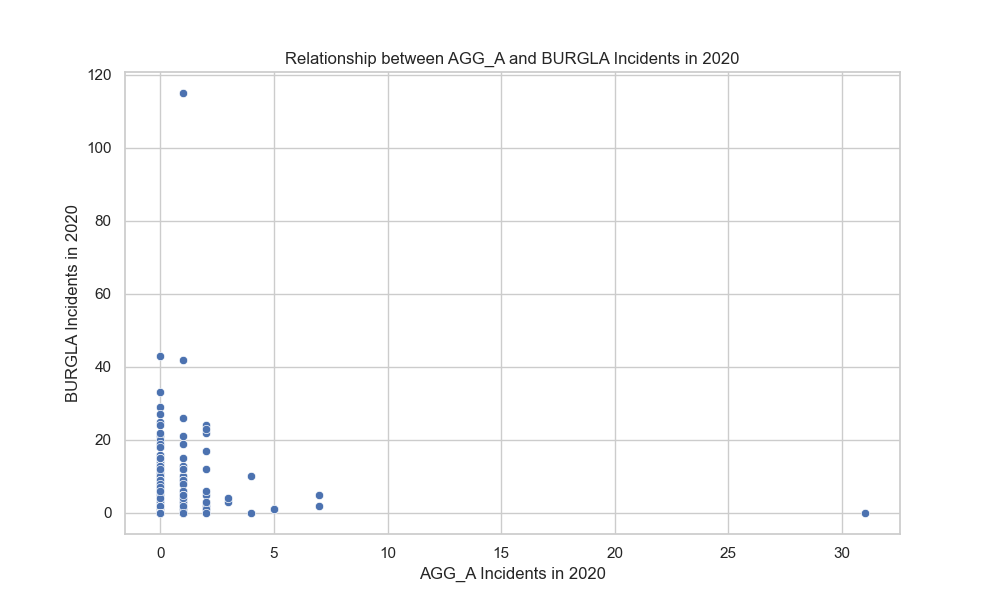 Relationship between AGG_A and BURGLA Incidents in 2020
120
100
80
60
40
20
0
BURGLA Incidents in 2020
0 5 10 15 20 25 30
AGG_A Incidents in 2020